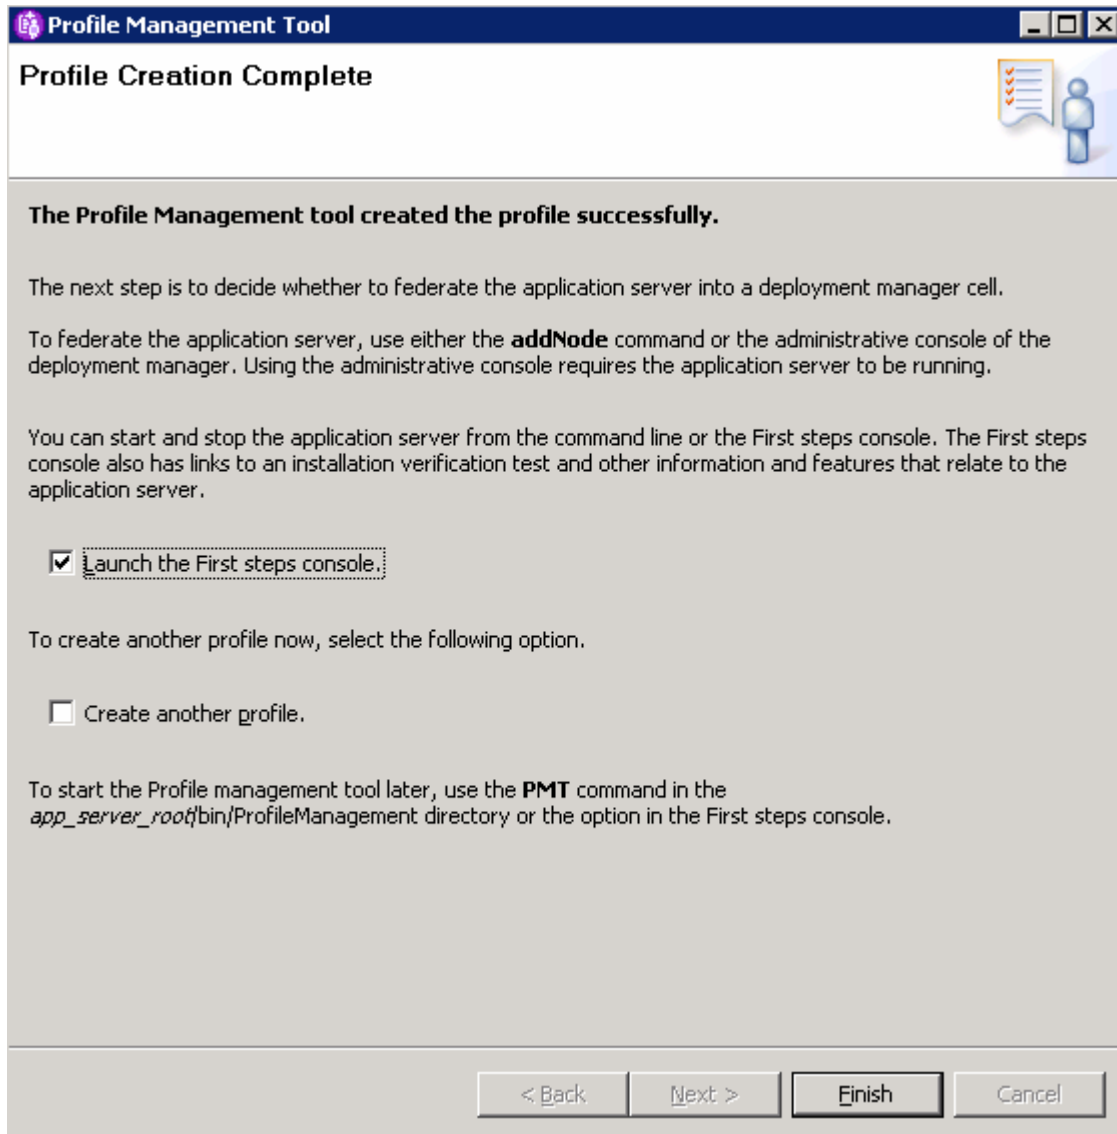 Profile Management Tool
Profile Creation Complete
The Profile Management tool created the profile successfully.
The next step is to decide whether to federate the application server into a deployment manager cell.
To federate the application server, use either the addNode command or the administrative console of the
deployment manager. Using the administrative console requires the application server to be running.
You can start and stop the application server from the command line or the First steps console. The First steps
console also has links to an installation verification test and other information and features that relate to the
application server.
Launch the First steps console.
To create another profile now, select the following option.
Create another profile.
To start the Profile management tool later, use the PMT command in the
app_server_root/bin/ProfileManagement directory or the option in the First steps console.
< Back Next > Finish Cancel